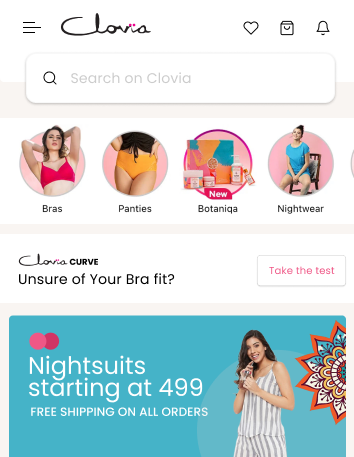 Clovia
Search on Clovia
New
Bras
Panties
Botaniqa
Nightwear
Clovia CURVE
Unsure of Your Bra fit?
Take the test
Nightsuits
starting at 499
FREE SHIPPING ON ALL ORDERS